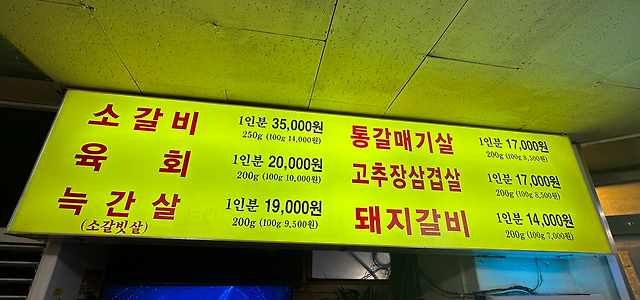 소갈비 1인분 35,000원
250g (100g 14,000원)
육 회 1인분 20,000원
200g (100g 10,000원)
늑간살 1인분 19,000원
(소갈빗살) 200g (100g 9,500원)
통갈매기살 1인분 17,000원
200g (100g 8,500원)
고추장삼겹살 1인분 17,000원
200g (100g 8,500원)
돼지갈비 1인분 14,000원
200g (100g 7,000원)